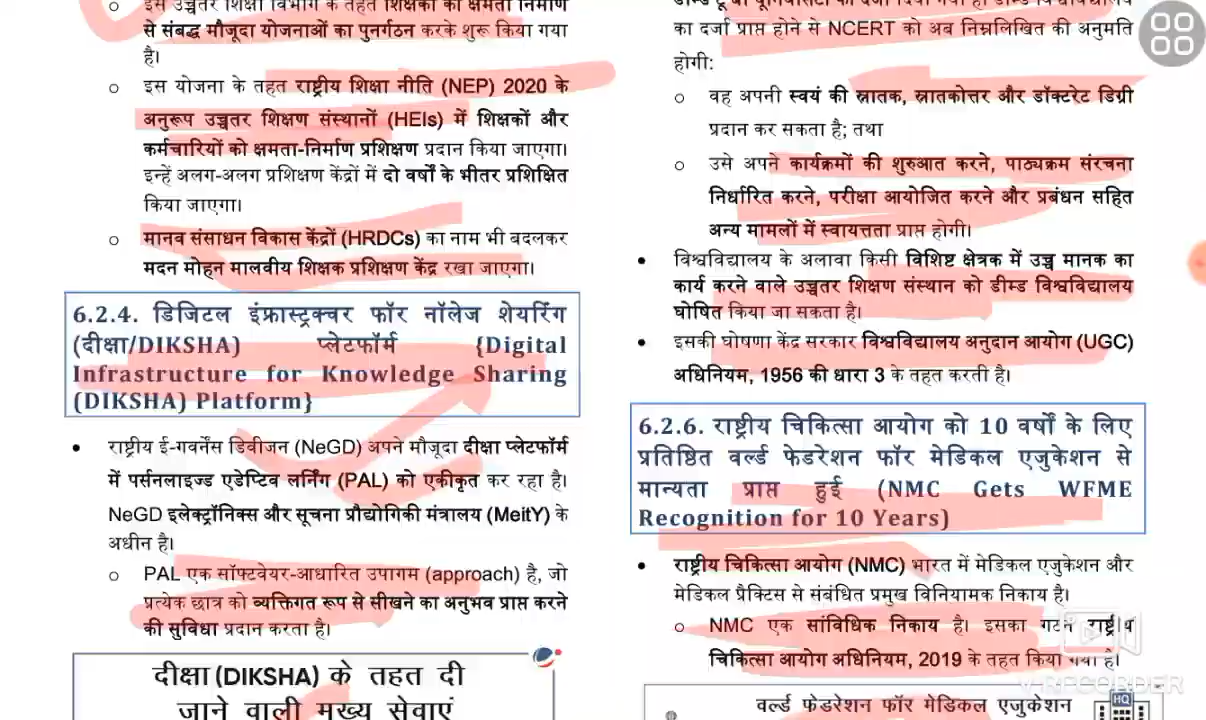 इस उच्चतर शिक्षा विभाग के तहत शिक्षकों की क्षमता निर्माण
से संबद्ध मौजूदा योजनाओं का पुनर्गठन करके शुरू किया गया
है।
इस योजना के तहत राष्ट्रीय शिक्षा नीति (NEP) 2020 के
अनुरूप उच्चतर शिक्षण संस्थानों (HEIs) में शिक्षकों और
कर्मचारियों को क्षमता-निर्माण प्रशिक्षण प्रदान किया जाएगा।
इन्हें अलग-अलग प्रशिक्षण केंद्रों में दो वर्षों के भीतर प्रशिक्षित
किया जाएगा।
मानव संसाधन विकास केंद्रों (HRDCs) का नाम भी बदलकर
मदन मोहन मालवीय शिक्षक प्रशिक्षण केंद्र रखा जाएगा।
6.2.4. डिजिटल इंफ्रास्ट्रक्चर फॉर नॉलेज शेयरिंग
(दीक्षा/DIKSHA) प्लेटफॉर्म {Digital
Infrastructure for Knowledge Sharing
(DIKSHA) Platform}
राष्ट्रीय ई-गवर्नेंस डिवीजन (NeGD) अपने मौजूदा दीक्षा प्लेटफॉर्म
में पर्सनलाइज्ड एडेप्टिव लर्निंग (PAL) को एकीकृत कर रहा है।
NeGD इलेक्ट्रॉनिक्स और सूचना प्रौद्योगिकी मंत्रालय (MeitY) के
अधीन है।
PAL एक सॉफ्टवेयर-आधारित उपागम (approach) है, जो
प्रत्येक छात्र को व्यक्तिगत रूप से सीखने का अनुभव प्राप्त करने
की सुविधा प्रदान करता है।
दीक्षा (DIKSHA) के तहत दी
जाने वाली मुख्य सेवाएं
का दर्जा प्राप्त होने से NCERT को अब निम्नलिखित की अनुमति
होगी:
वह अपनी स्वयं की स्नातक, स्नातकोत्तर और डॉक्टरेट डिग्री
प्रदान कर सकता है; तथा
उसे अपने कार्यक्रमों की शुरुआत करने, पाठ्यक्रम संरचना
निर्धारित करने, परीक्षा आयोजित करने और प्रबंधन सहित
अन्य मामलों में स्वायत्तता प्राप्त होगी।
विश्वविद्यालय के अलावा किसी विशिष्ट क्षेत्रक में उच्च मानक का
कार्य करने वाले उच्चतर शिक्षण संस्थान को डीम्ड विश्वविद्यालय
घोषित किया जा सकता है।
इसकी घोषणा केंद्र सरकार विश्वविद्यालय अनुदान आयोग (UGC)
अधिनियम, 1956 की धारा 3 के तहत करती है।
6.2.6. राष्ट्रीय चिकित्सा आयोग को 10 वर्षों के लिए
प्रतिष्ठित वर्ल्ड फेडरेशन फॉर मेडिकल एजुकेशन से
मान्यता प्राप्त हुई (NMC Gets WFME
Recognition for 10 Years)
राष्ट्रीय चिकित्सा आयोग (NMC) भारत में मेडिकल एजुकेशन और
मेडिकल प्रैक्टिस से संबंधित प्रमुख विनियामक निकाय है।
NMC एक सांविधिक निकाय है। इसका गठन राष्ट्रीय
चिकित्सा आयोग अधिनियम, 2019 के तहत किया गया है।
V RECORDER
HQ
वर्ल्ड फेडरेशन फॉर मेडिकल एजुकेशन